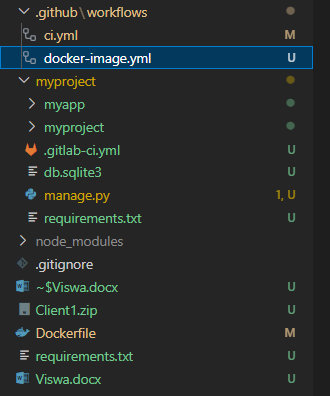 .github\workflows
ci.yml M
docker-image.yml U
myproject
myapp
myproject
.gitlab-ci.yml U
db.sqlite3 U
manage.py 1, U
requirements.txt U
node_modules
.gitignore
~$Viswa.docx U
Client1.zip U
Dockerfile M
requirements.txt U
Viswa.docx U